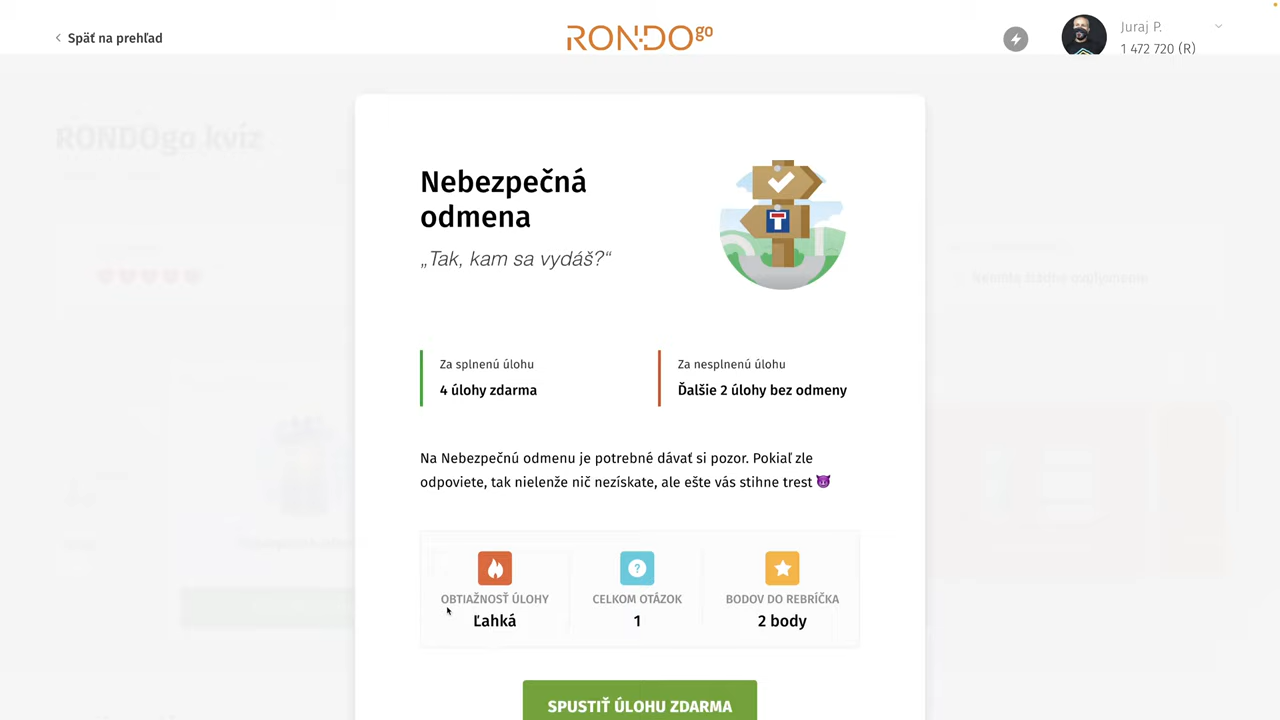 Späť na prehľad
RONDOgo
Juraj P.
1 472 720 (R)
RONDOgo kvíz
Nebezpečná
odmena
„Tak, kam sa vydáš?“
Za splnenú úlohu
4 úlohy zdarma
Za nesplnenú úlohu
Ďalšie 2 úlohy bez odmeny
Na Nebezpečnú odmenu je potrebné dávať si pozor. Pokiaľ zle
odpoviete, tak nielenže nič nezískate, ale ešte vás stihne trest 😈
OBTIAŽNOSŤ ÚLOHY
Ľahká
CELKOM OTÁZOK
1
BODOV DO REBRÍČKA
2 body
SPUSTIŤ ÚLOHU ZDARMA